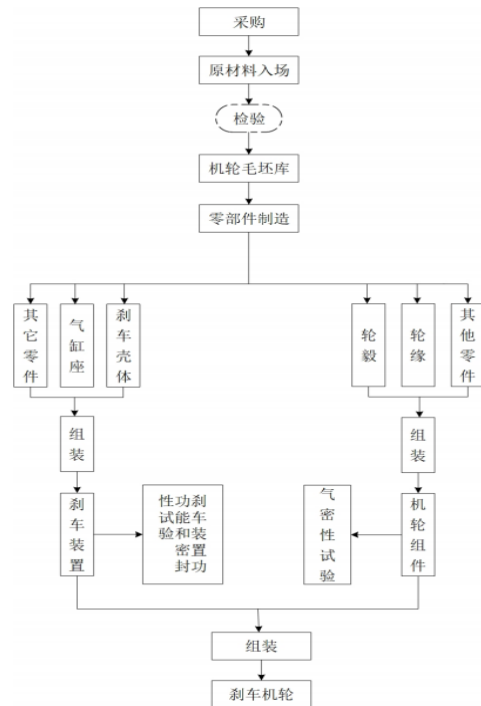 采购
原材料入场
检验
机轮毛坯库
零部件制造
其它零件
气缸座
刹车壳体
轮毅
轮缘
其他零件
组装
组装
刹车装置
刹车装置功
功能和密封
性试验
气密性试验
机轮组件
组装
刹车机轮